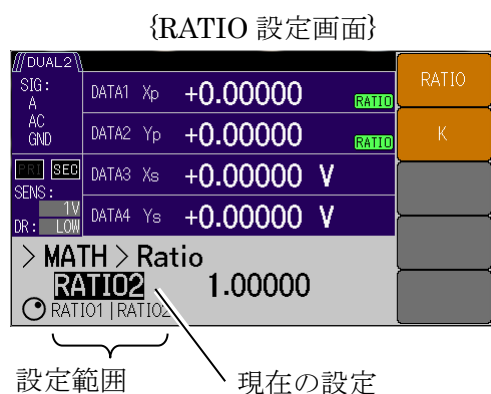 {RATIO 設定画面}
DUAL2
SIG:
A
AC
GND
DATA1 Xp +0.00000 RATIO
DATA2 Yp +0.00000 RATIO
DATA3 Xs +0.00000 V
DATA4 Ys +0.00000 V
PRI SEC
SENS:
1V
DR: LOW
RATIO
K
> MATH > Ratio
RATIO2 1.00000
RATIO1 | RATIO2
設定範囲
現在の設定